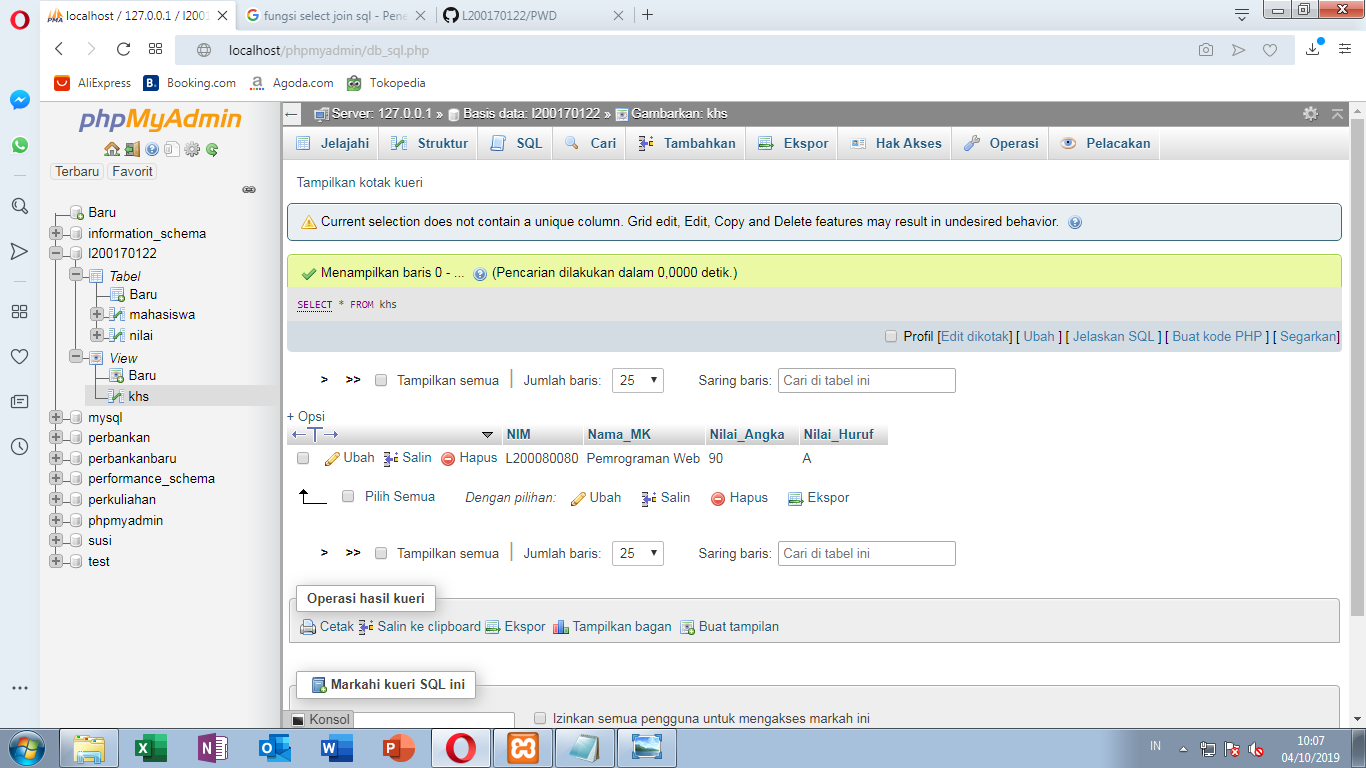 localhost / 127.0.0.1 / l2001
fungsi select join sql - Pene
L200170122/PWD
localhost/phpmyadmin/db_sql.php
AliExpress
Booking.com
Agoda.com
Tokopedia
phpMyAdmin
Terbaru
Favorit
Baru
information_schema
l200170122
Tabel
Baru
mahasiswa
nilai
View
Baru
khs
mysql
perbankan
perbankanbaru
performance_schema
perkuliahan
phpmyadmin
susi
test
Server: 127.0.0.1 » Basis data: l200170122 » Gambarkan: khs
Jelajahi Struktur SQL Cari Tambahkan Ekspor Hak Akses Operasi Pelacakan
Tampilkan kotak kueri
Current selection does not contain a unique column. Grid edit, Edit, Copy and Delete features may result in undesired behavior.
Menampilkan baris 0 - ... (Pencarian dilakukan dalam 0,0000 detik.)
SELECT * FROM khs
Profil [Edit dikotak] [ Ubah ] [ Jelaskan SQL ] [ Buat kode PHP ] [ Segarkan]
> >> Tampilkan semua | Jumlah baris: 25 Saring baris: Cari di tabel ini
+ Opsi
NIM Nama_MK Nilai_Angka Nilai_Huruf
Ubah Salin Hapus L200080080 Pemrograman Web 90 A
Pilih Semua Dengan pilihan: Ubah Salin Hapus Ekspor
> >> Tampilkan semua | Jumlah baris: 25 Saring baris: Cari di tabel ini
Operasi hasil kueri
Cetak Salin ke clipboard Ekspor Tampilkan bagan Buat tampilan
Markahi kueri SQL ini
Konsol
Izinkan semua pengguna untuk mengakses markah ini
IN
10:07
04/10/2019